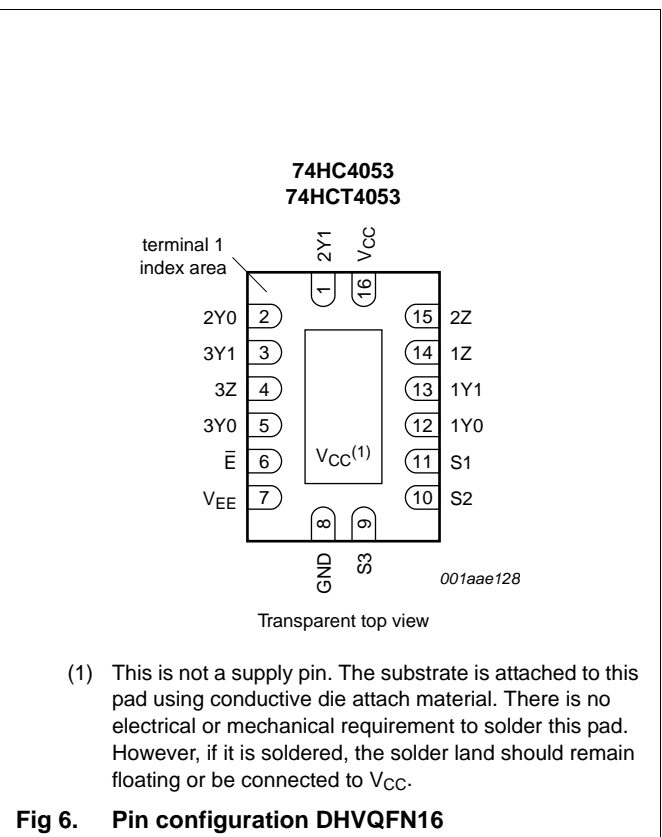 74HC4053
74HCT4053
terminal 1
index area
2Y1
VCC
1
16
2Y0 2
15 2Z
3Y1 3
14 1Z
3Z 4
13 1Y1
3Y0 5
12 1Y0
E̅ 6
VCC(1)
11 S1
VEE 7
10 S2
8
9
GND
S3
001aae128
Transparent top view
(1) This is not a supply pin. The substrate is attached to this
pad using conductive die attach material. There is no
electrical or mechanical requirement to solder this pad.
However, if it is soldered, the solder land should remain
floating or be connected to VCC.
Fig 6. Pin configuration DHVQFN16